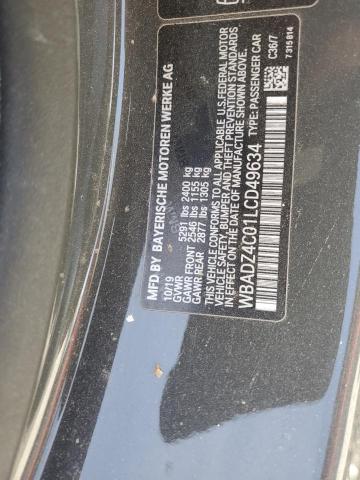 MFD BY BAYERISCHE MOTOREN WERKE AG
10/19
GVWR 5291 lbs 2400 kg
GAWR FRONT 2546 lbs 1155 kg
GAWR REAR 2877 lbs 1305 kg
THIS VEHICLE CONFORMS TO ALL APPLICABLE U.S.FEDERAL MOTOR
VEHICLE SAFETY, BUMPER, AND THEFT PREVENTION STANDARDS
IN EFFECT ON THE DATE OF MANUFACTURE SHOWN ABOVE.
WBADZ4C01LCD49634 TYPE: PASSENGER CAR
C36/7
7 315 814